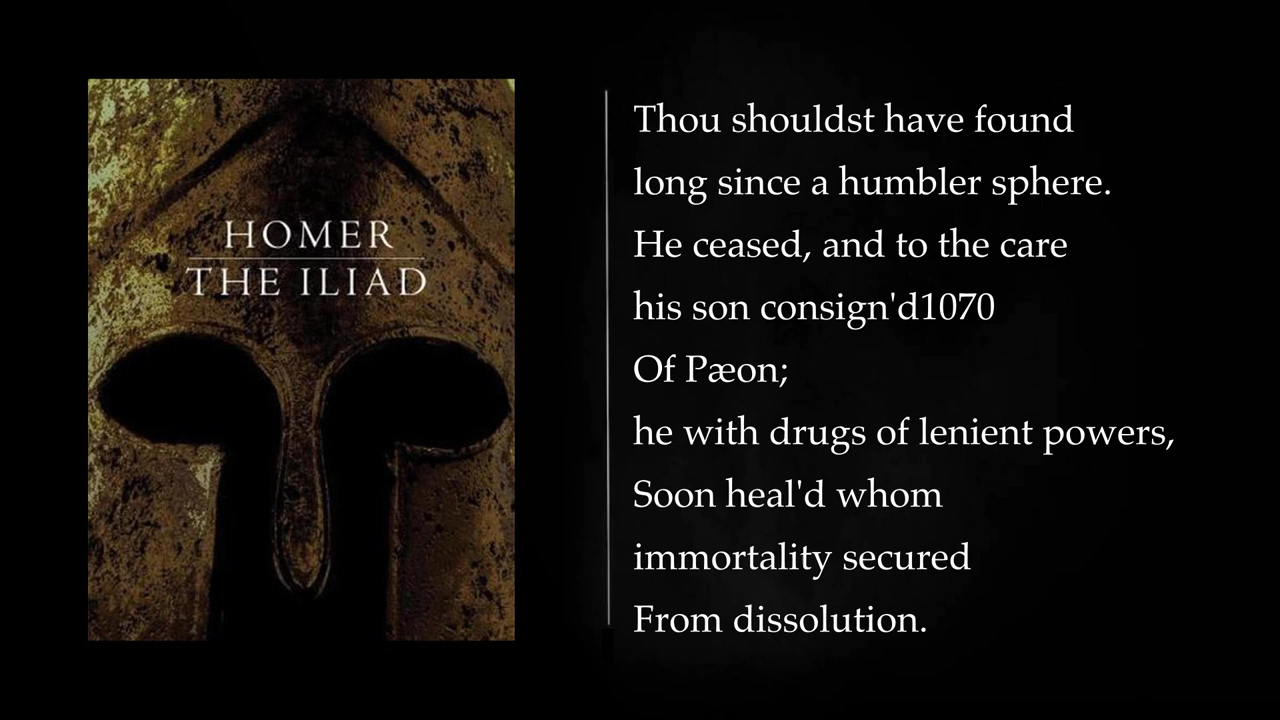 HOMER
THE ILIAD
Thou shouldst have found
long since a humbler sphere.
He ceased, and to the care
his son consign'd1070
Of Pæon;
he with drugs of lenient powers,
Soon heal'd whom
immortality secured
From dissolution.